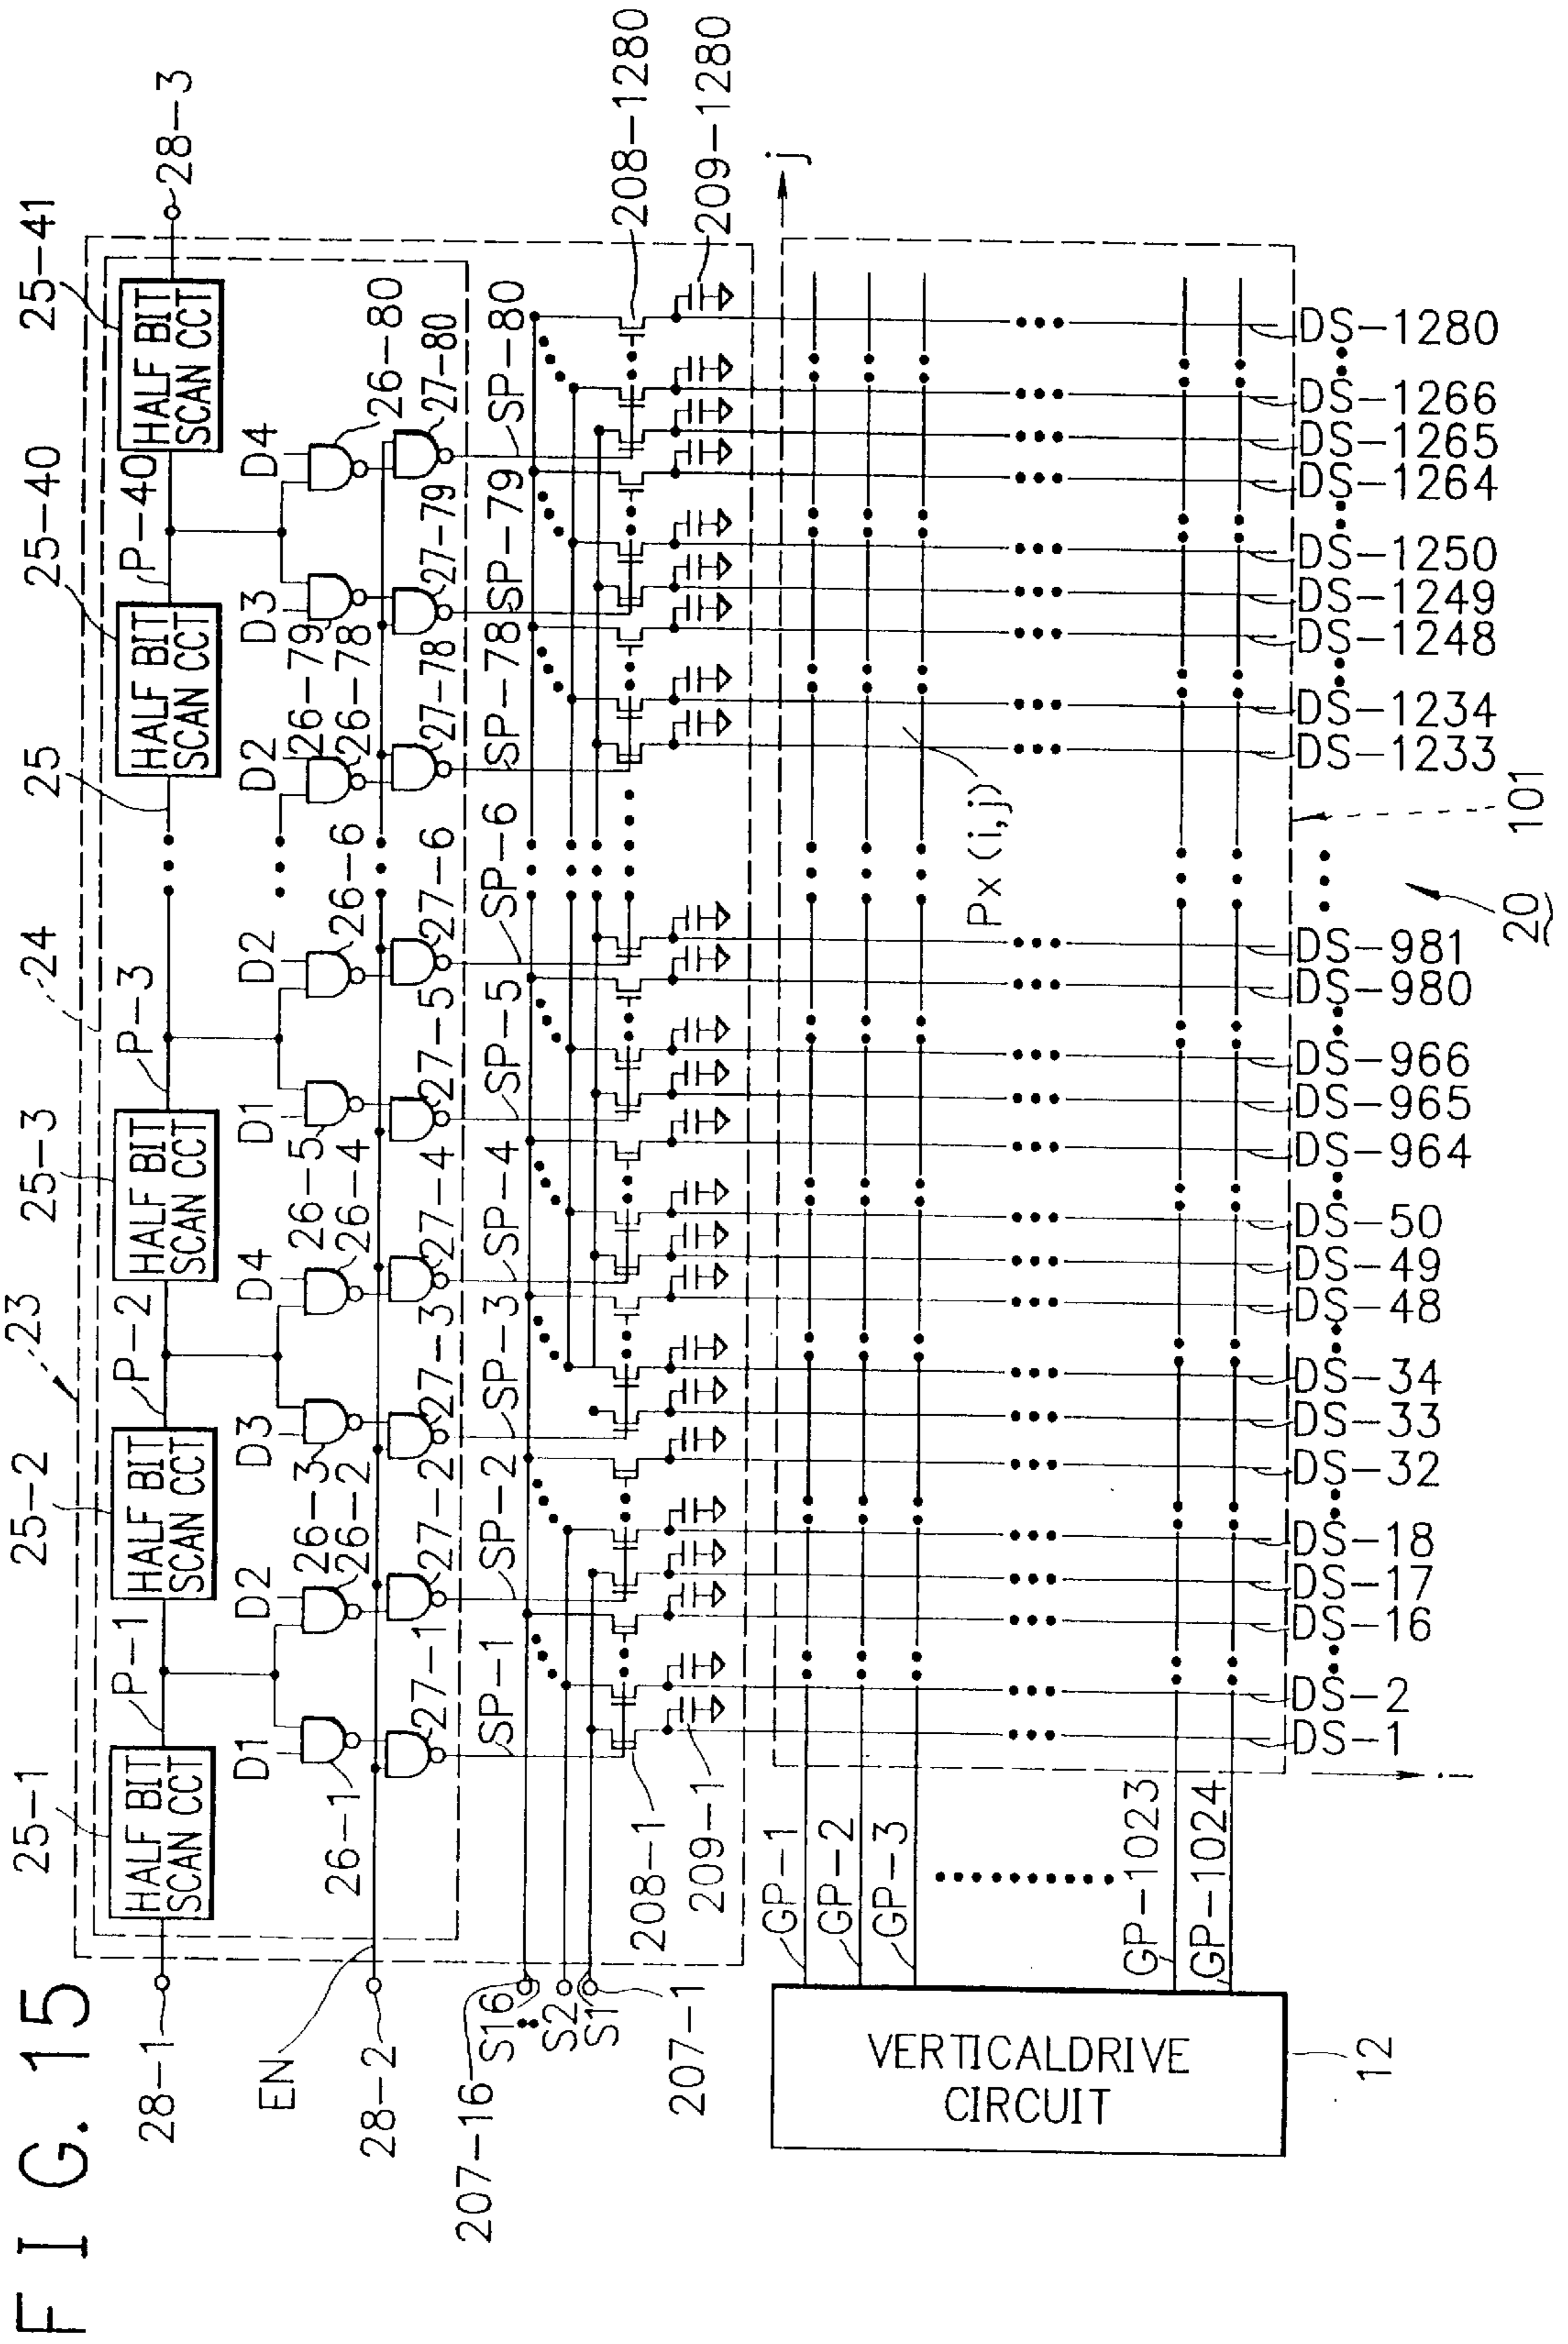 FIG. 15
23
24
25-1
25-2
25-3
25
25-40
25-41
28-1
HALF BIT
SCAN CCT
P-1
HALF BIT
SCAN CCT
P-2
HALF BIT
SCAN CCT
P-3
HALF BIT
SCAN CCT
P-40
HALF BIT
SCAN CCT
28-3
D1
D2
D3
D4
D1
D2
D2
D3
D4
26-1
26-2
26-3
26-4
26-5
26-6
26-78
26-79
26-80
EN
28-2
27-1
27-2
27-3
27-4
27-5
27-6
27-78
27-79
27-80
SP-1
SP-2
SP-3
SP-4
SP-5
SP-6
SP-78
SP-79
SP-80
207-16
S16
S2
S1
207-1
208-1
209-1
208-1280
209-1280
j
GP-1
GP-2
GP-3
GP-1023
GP-1024
Px(i,j)
VERTICALDRIVE
CIRCUIT
12
i
DS-1
DS-2
DS-16
DS-17
DS-18
DS-32
DS-33
DS-34
DS-48
DS-49
DS-50
DS-964
DS-965
DS-966
DS-980
DS-981
DS-1233
DS-1234
DS-1248
DS-1249
DS-1250
DS-1264
DS-1265
DS-1266
DS-1280
101
20